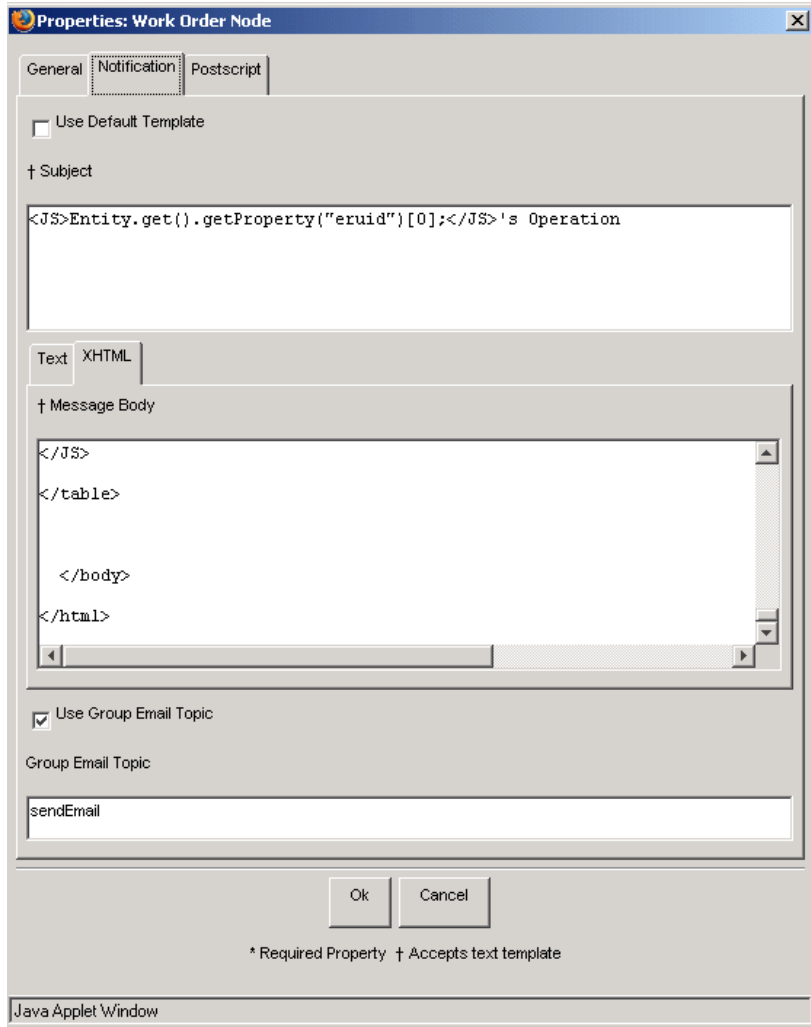 Properties: Work Order Node
General Notification Postscript
Use Default Template
† Subject
<JS>Entity.get().getProperty("eruid")[0];</JS>'s Operation
Text XHTML
† Message Body
</JS>
</table>
</body>
</html>
Use Group Email Topic
Group Email Topic
sendEmail
Ok Cancel
* Required Property † Accepts text template
Java Applet Window